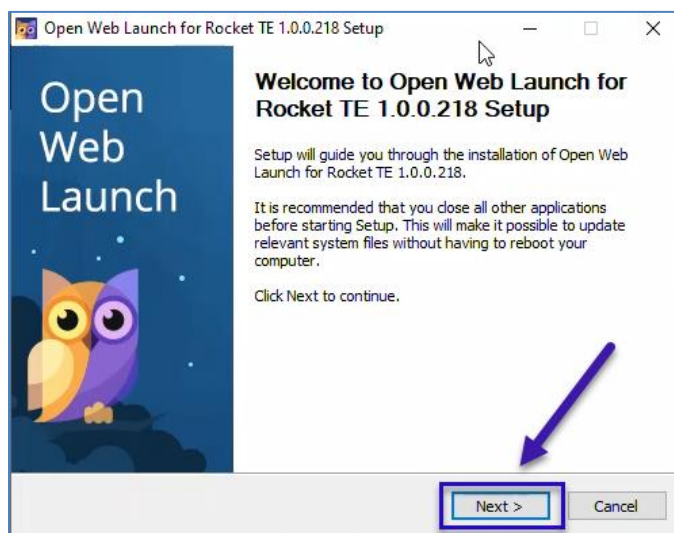 Open Web Launch for Rocket TE 1.0.0.218 Setup
Open
Web
Launch
Welcome to Open Web Launch for
Rocket TE 1.0.0.218 Setup
Setup will guide you through the installation of Open Web
Launch for Rocket TE 1.0.0.218.
It is recommended that you close all other applications
before starting Setup. This will make it possible to update
relevant system files without having to reboot your
computer.
Click Next to continue.
Next >
Cancel